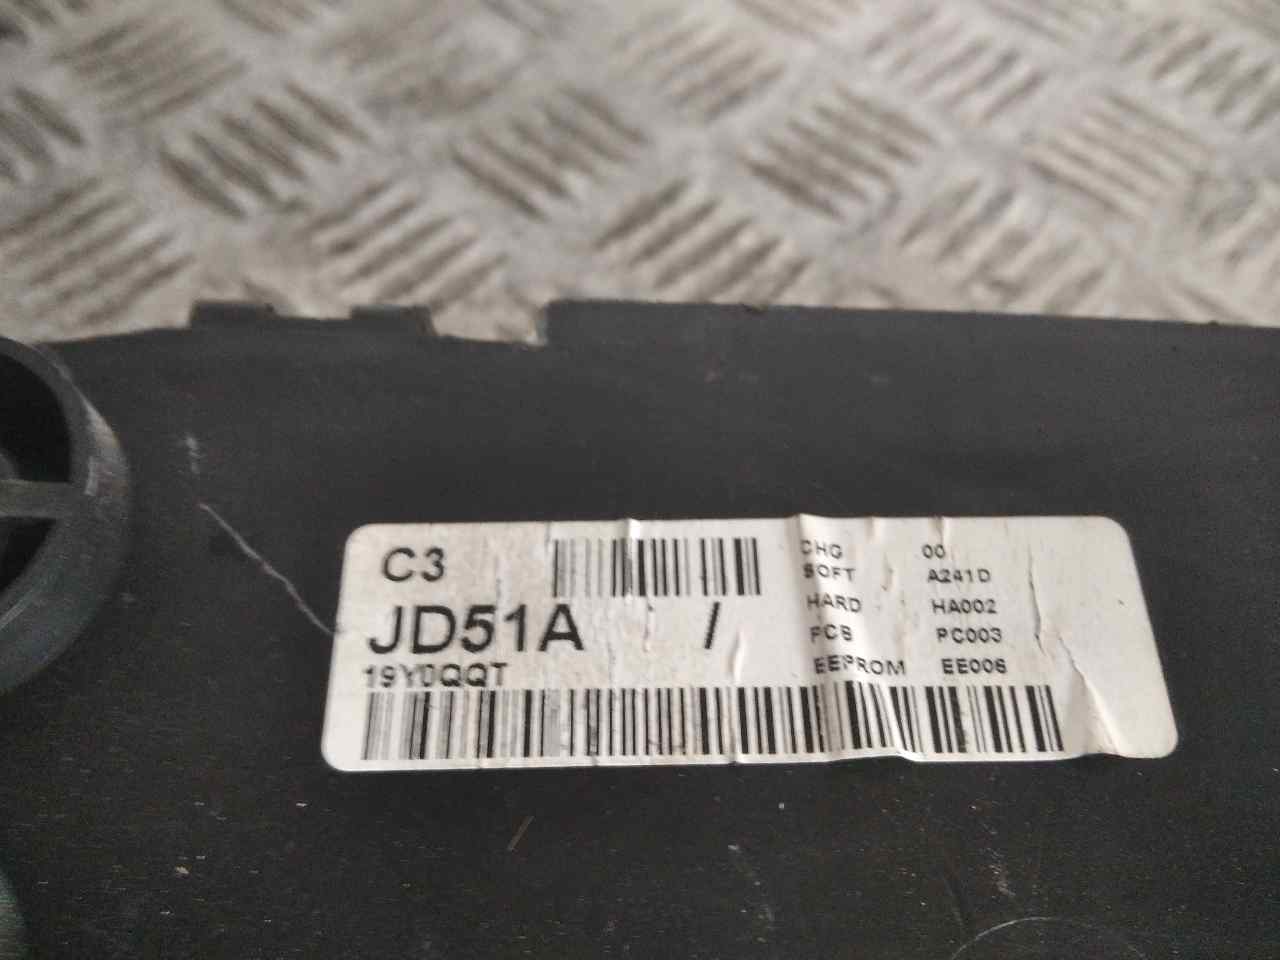 C3
JD51A /
19Y0QQT
CHG 00
SOFT A241D
HARD HA002
PCB PC003
EEPROM EE006